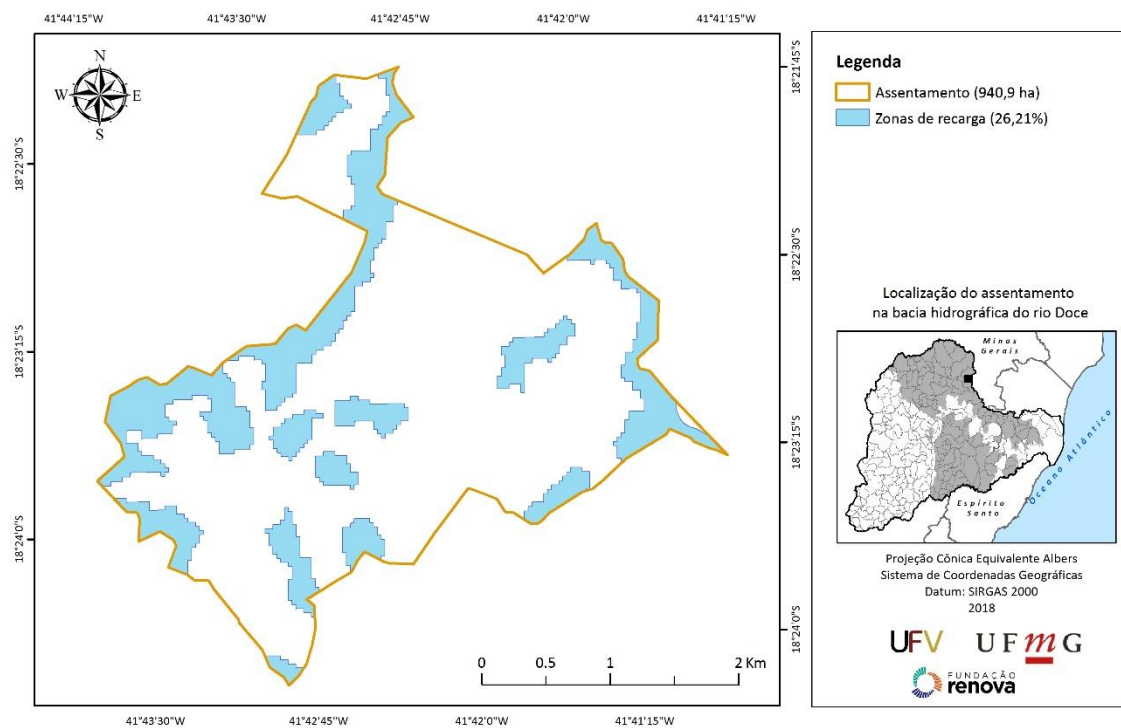 41°44'15"W
41°43'30"W
41°42'45"W
41°42'0"W
41°41'15"W
N
W
E
S
18°22'30"S
18°23'15"S
18°24'0"S
18°21'45"S
18°22'30"S
18°23'15"S
18°24'0"S
0
0.5
1
2 Km
41°43'30"W
41°42'45"W
41°42'0"W
41°41'15"W
Legenda
Assentamento (940,9 ha)
Zonas de recarga (26,21%)
Localização do assentamento
na bacia hidrográfica do rio Doce
Minas
Gerais
Espírito
Santo
Oceano Atlântico
Projeção Cônica Equivalente Albers
Sistema de Coordenadas Geográficas
Datum: SIRGAS 2000
2018
UFV
UFmG
FUNDAÇÃO
renova